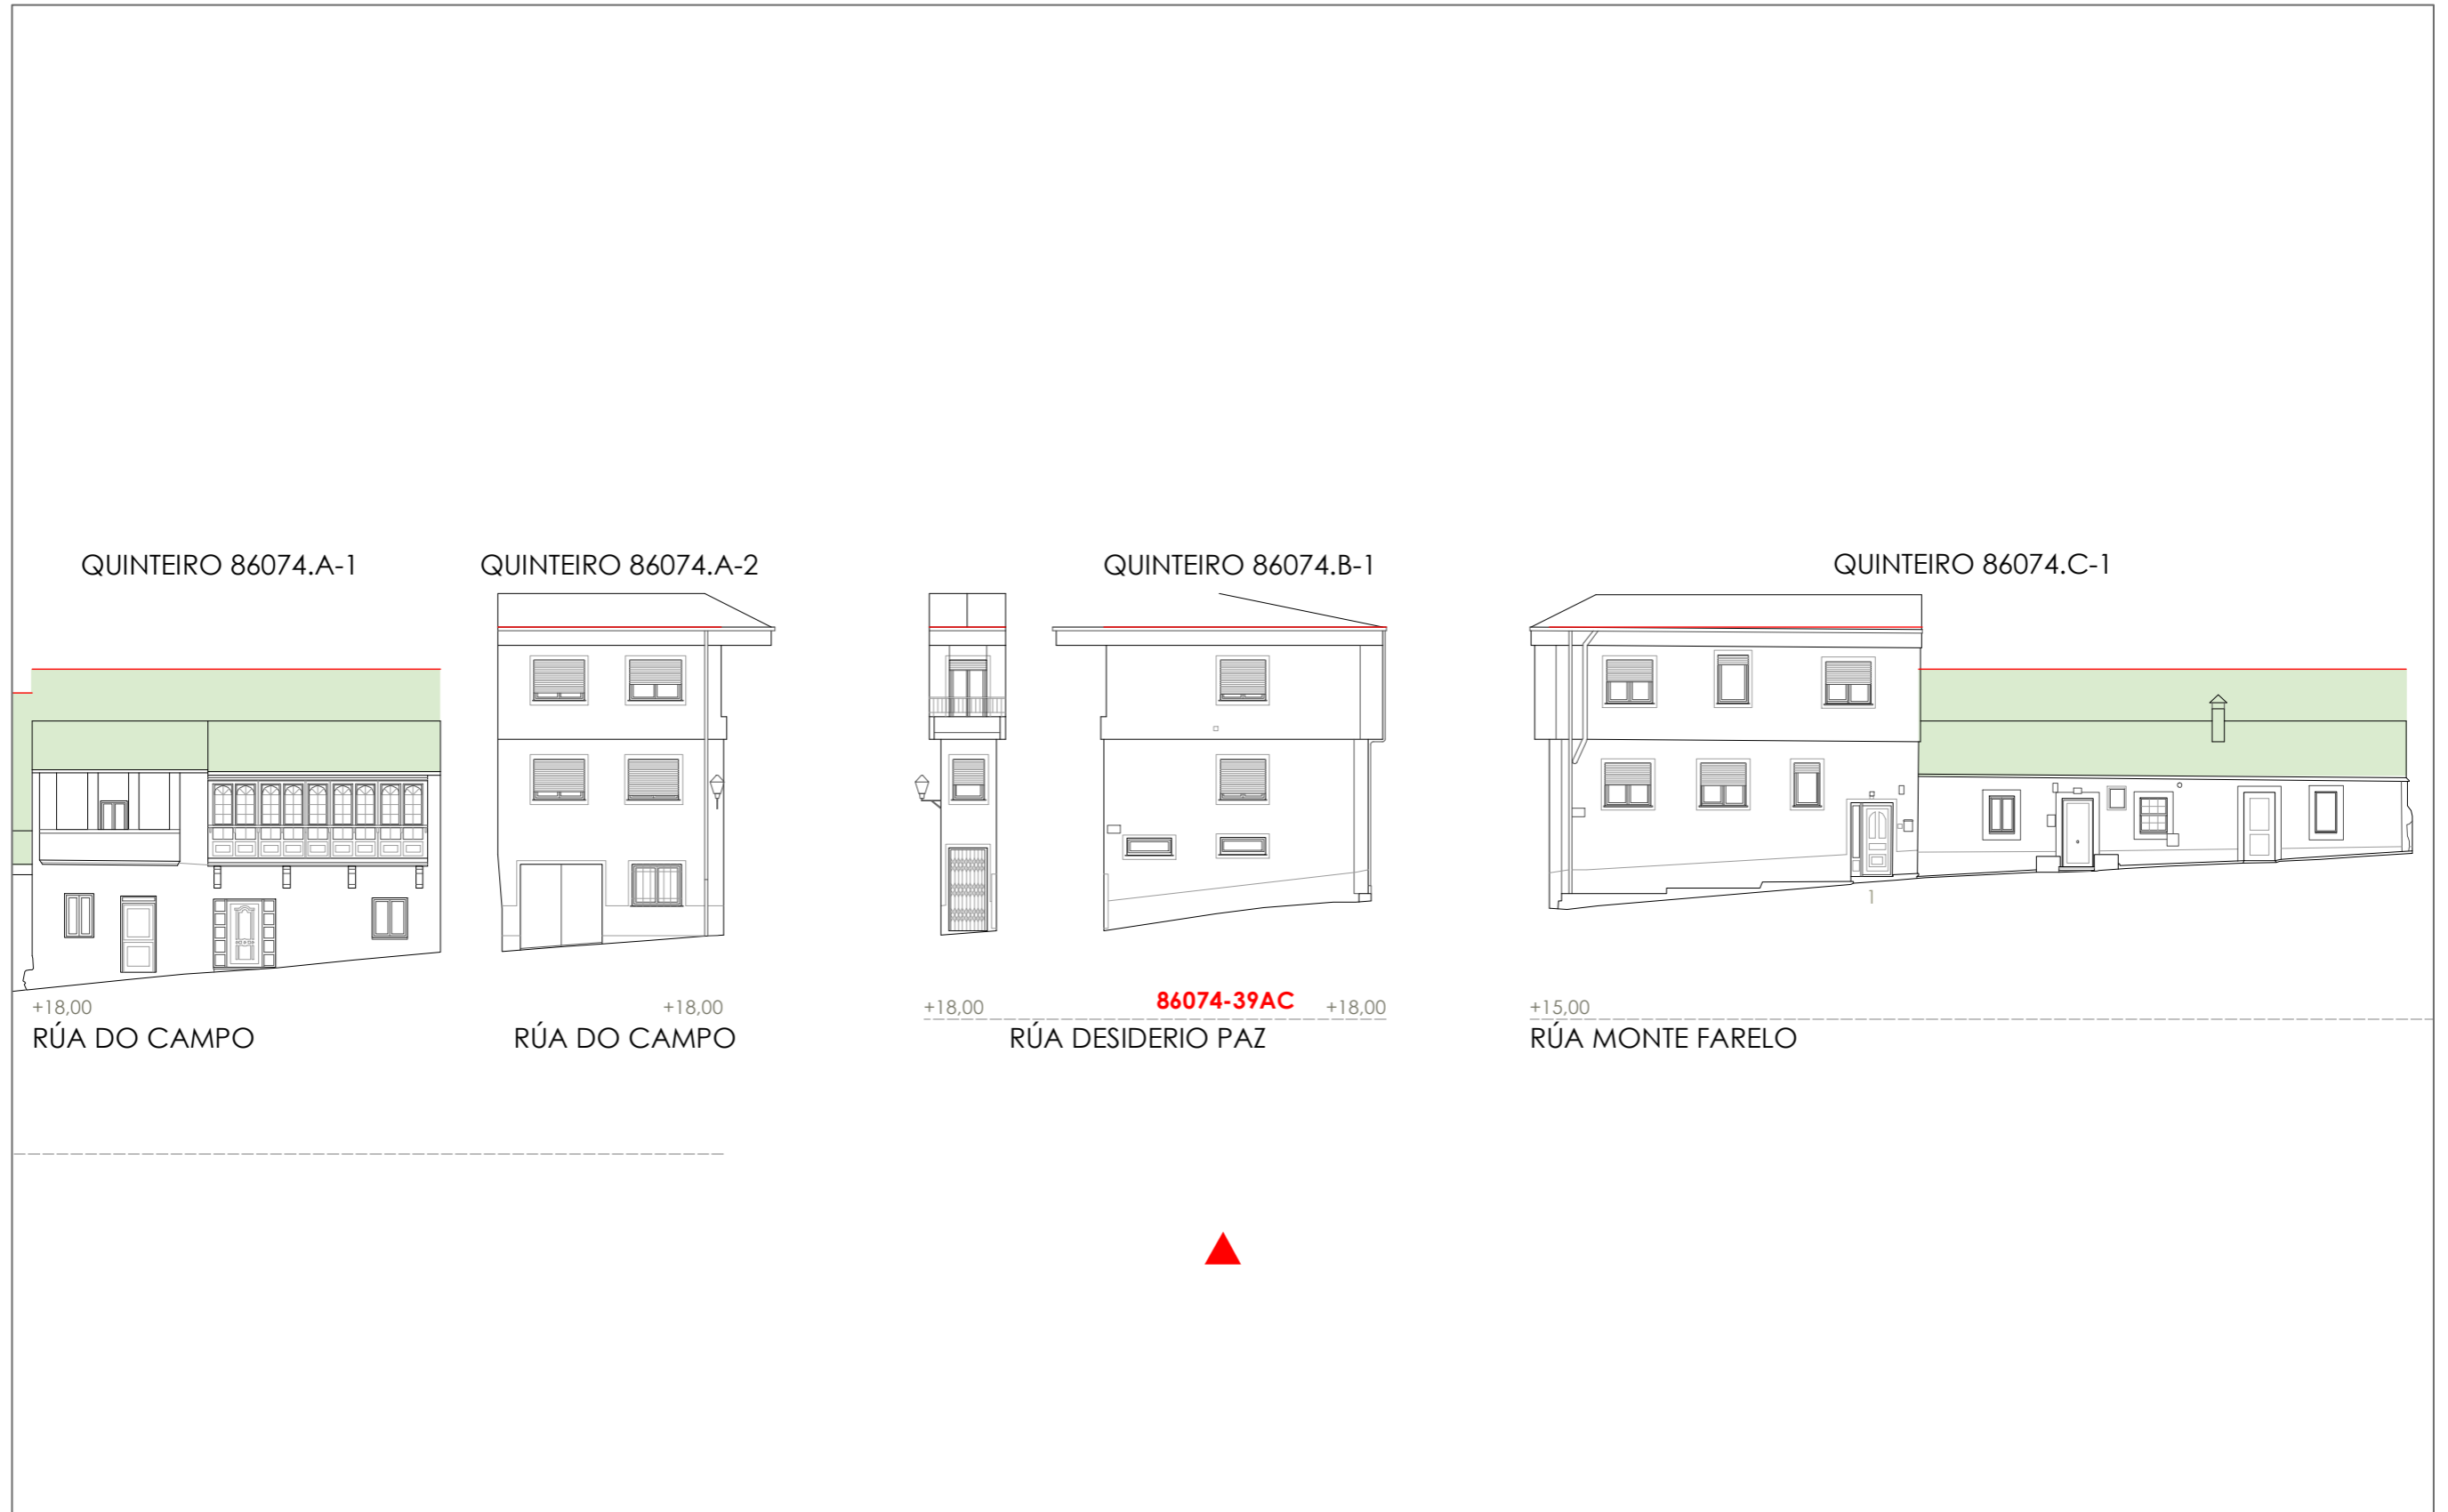 QUINTEIRO 86074.A-1
QUINTEIRO 86074.A-2
QUINTEIRO 86074.B-1
QUINTEIRO 86074.C-1
1
+18,00
+18,00
+18,00
86074-39AC
+18,00
+15,00
RÚA DO CAMPO
RÚA DO CAMPO
RÚA DESIDERIO PAZ
RÚA MONTE FARELO